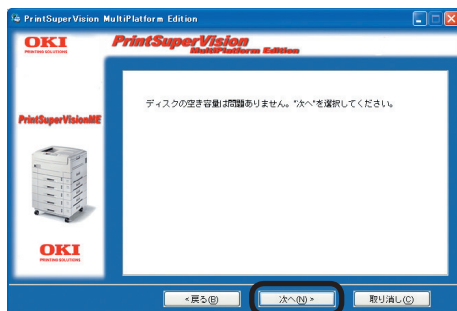 PrintSuperVision MultiPlatform Edition
OKI
PRINTING SOLUTIONS
PrintSuperVision
MultiPlatform Edition
ディスクの空き容量は問題ありません。"次へ"を選択してください。
PrintSuperVisionME
OKI
PRINTING SOLUTIONS
<戻る(B)
次へ(N)>
取り消し(C)